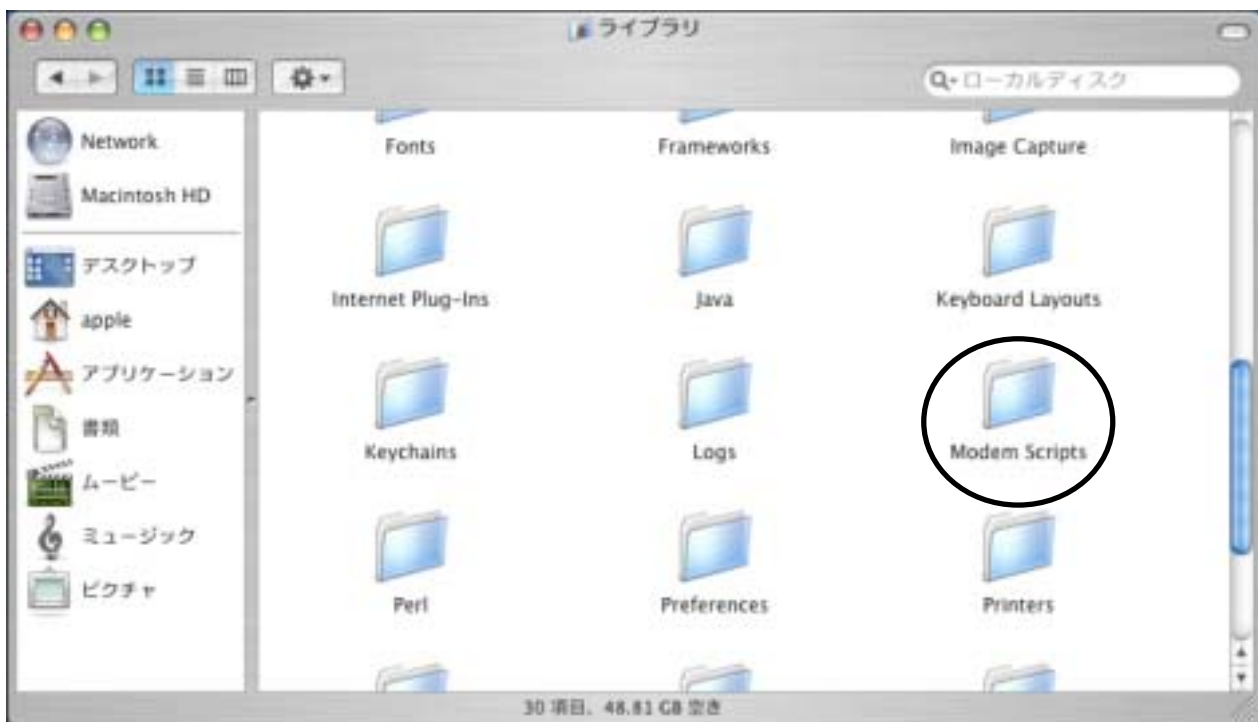 ライブラリ
ローカルディスク
Network
Macintosh HD
デスクトップ
apple
アプリケーション
書類
ムービー
ミュージック
ピクチャ
Fonts Frameworks Image Capture
Internet Plug-Ins Java Keyboard Layouts
Keychains Logs Modem Scripts
Perl Preferences Printers
30 項目、48.81 GB 空き